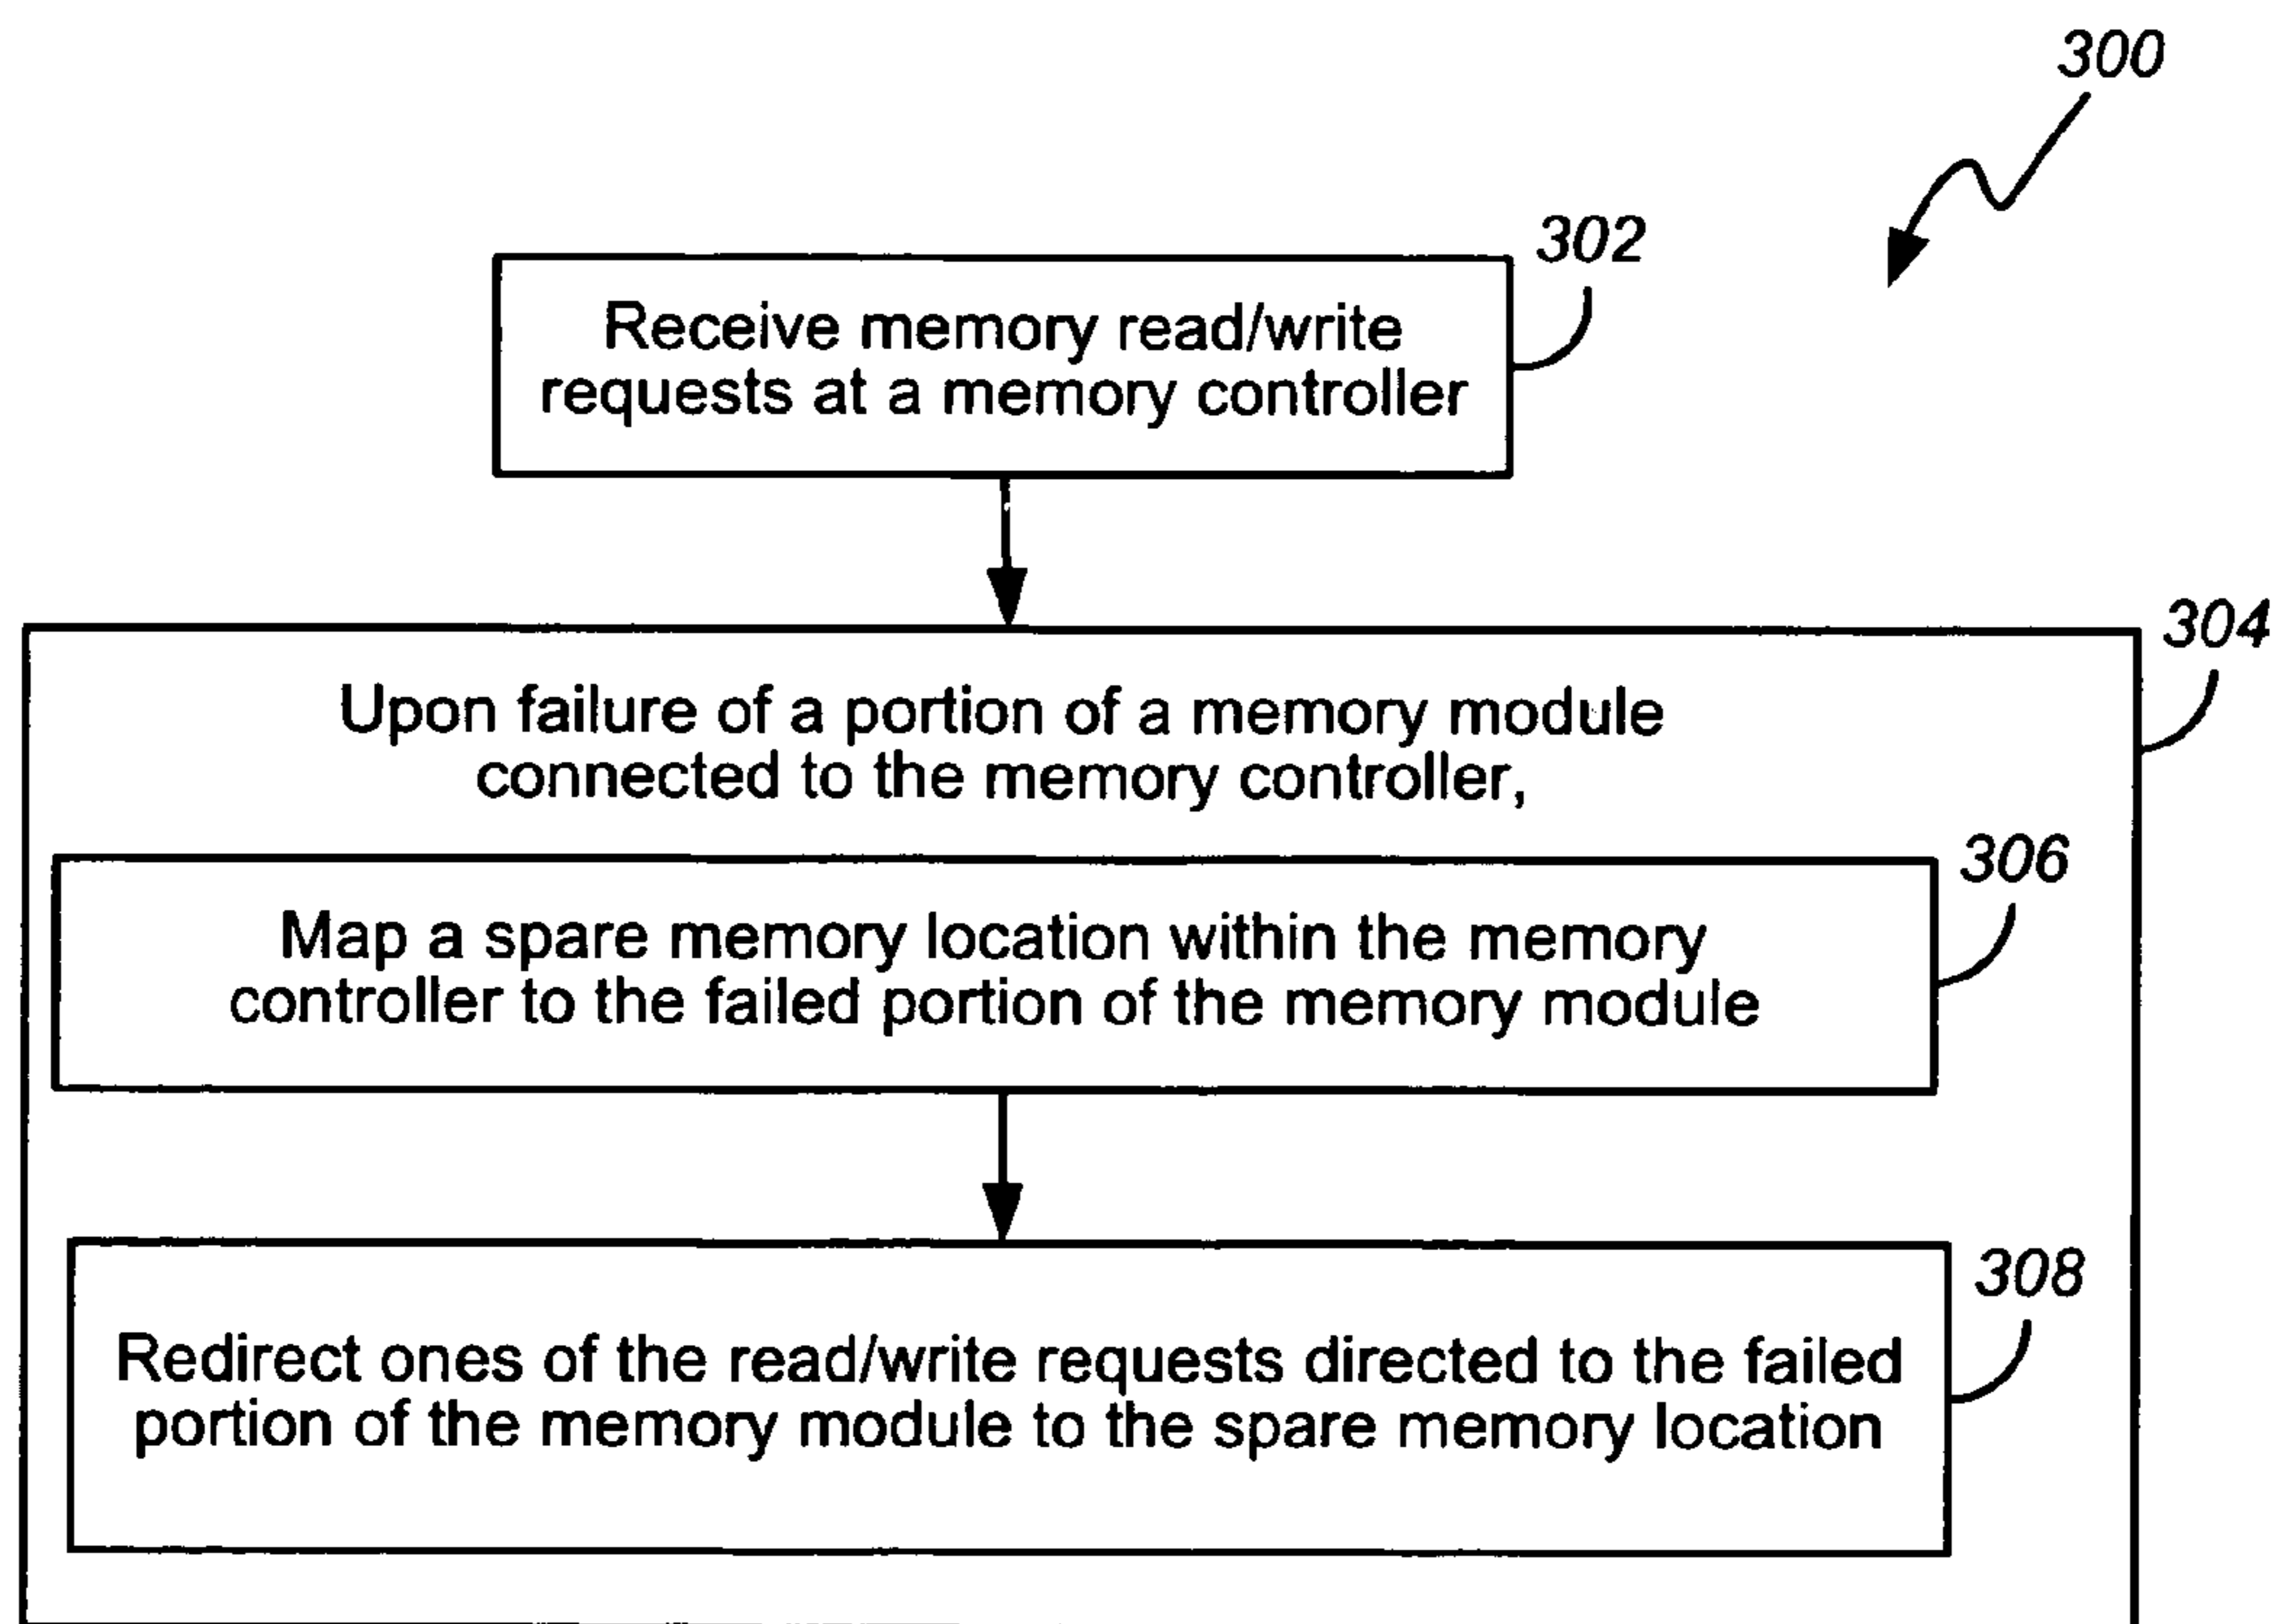 300
302
Receive memory read/write
requests at a memory controller
304
Upon failure of a portion of a memory module
connected to the memory controller,
306
Map a spare memory location within the memory
controller to the failed portion of the memory module
308
Redirect ones of the read/write requests directed to the failed
portion of the memory module to the spare memory location